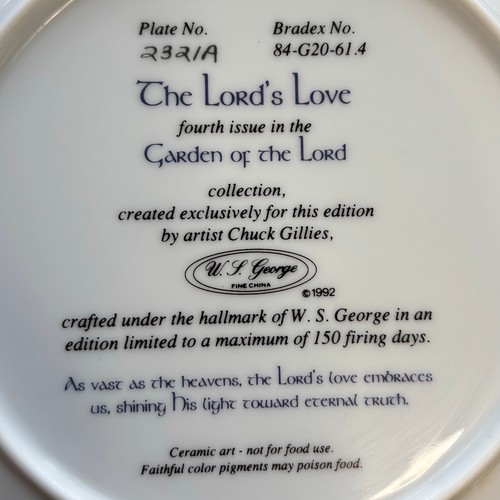 Plate No. Bradex No.
2321A 84-G20-61.4
The Lord's Love
fourth issue in the
Garden of the Lord
collection,
created exclusively for this edition
by artist Chuck Gillies,
W. S. George
FINE CHINA
©1992
crafted under the hallmark of W. S. George in an
edition limited to a maximum of 150 firing days.
As vast as the heavens, the Lord's love embraces
us, shining His light toward eternal truth.
Ceramic art - not for food use.
Faithful color pigments may poison food.